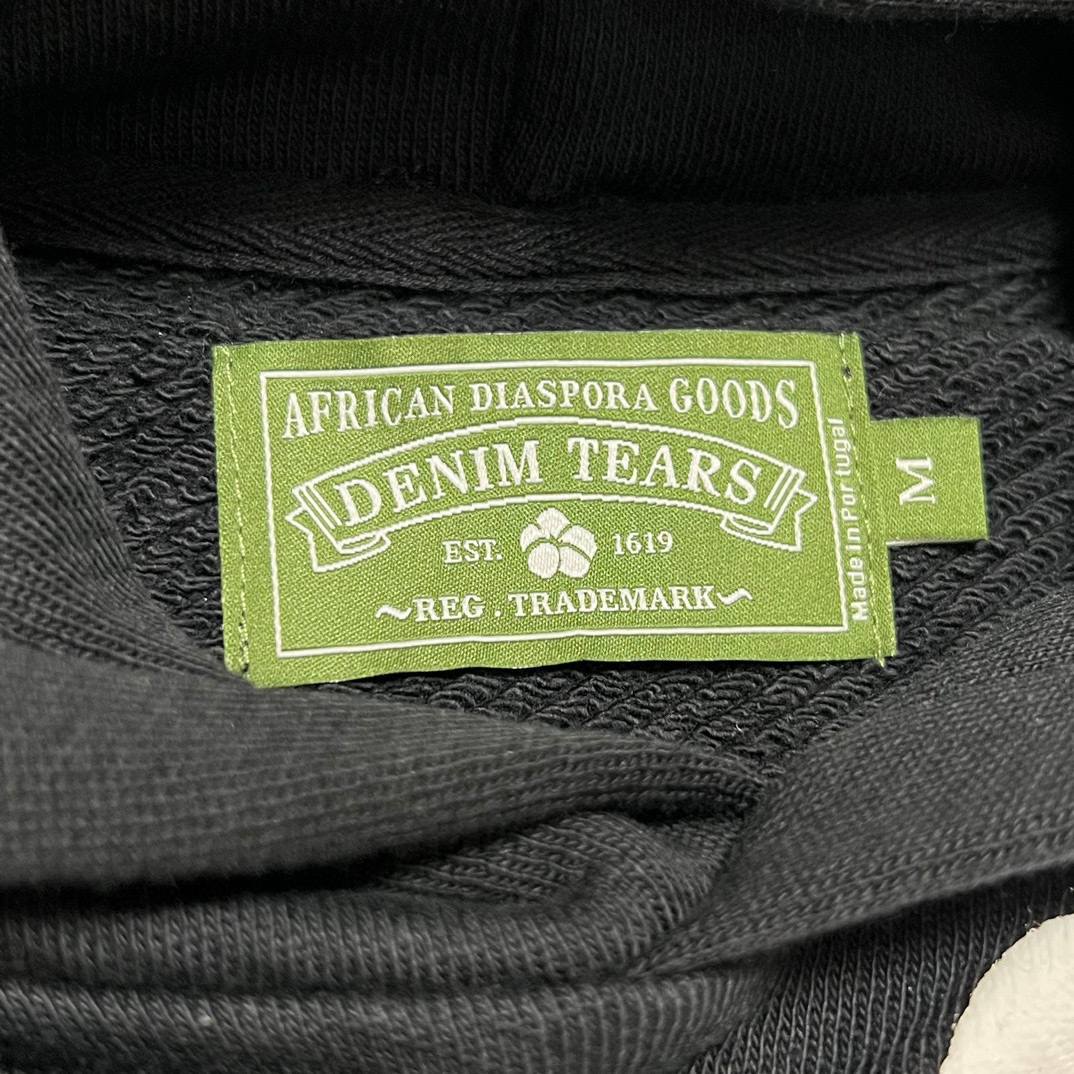 AFRICAN DIASPORA GOODS
DENIM TEARS
EST. 1619
~REG. TRADEMARK~
Made in Portugal
M